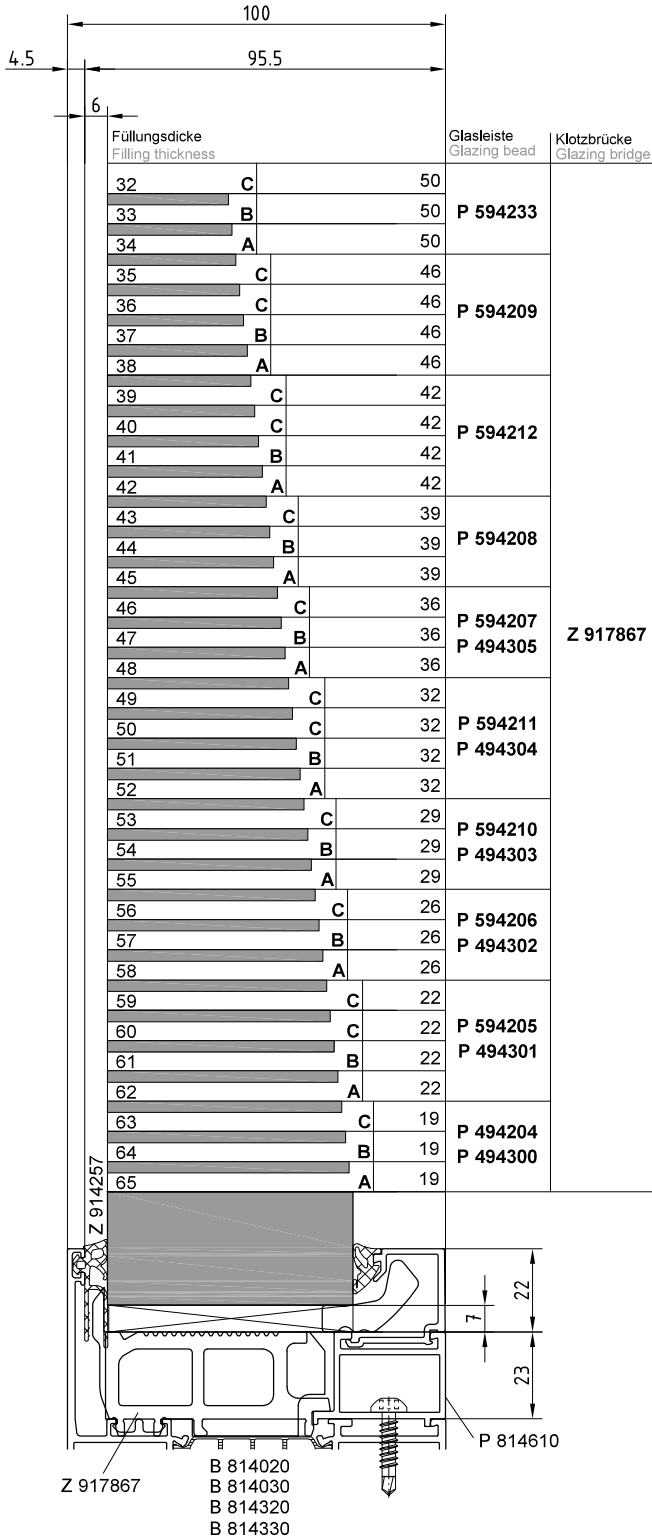 100
4.5 95.5
6
Füllungsdicke Glasleiste Klotzbrücke
Filling thickness Glazing bead Glazing bridge
32 C 50
33 B 50 P 594233
34 A 50
35 C 46
36 C 46 P 594209
37 B 46
38 A 46
39 C 42
40 C 42 P 594212
41 B 42
42 A 42
43 C 39
44 B 39 P 594208
45 A 39
46 C 36 P 594207
47 B 36 P 494305 Z 917867
48 A 36
49 C 32
50 C 32 P 594211
51 B 32 P 494304
52 A 32
53 C 29 P 594210
54 B 29 P 494303
55 A 29
56 C 26 P 594206
57 B 26 P 494302
58 A 26
59 C 22
60 C 22 P 594205
61 B 22 P 494301
62 A 22
63 C 19 P 494204
64 B 19 P 494300
65 A 19
Z 914257
22
7
23
P 814610
Z 917867
B 814020
B 814030
B 814320
B 814330